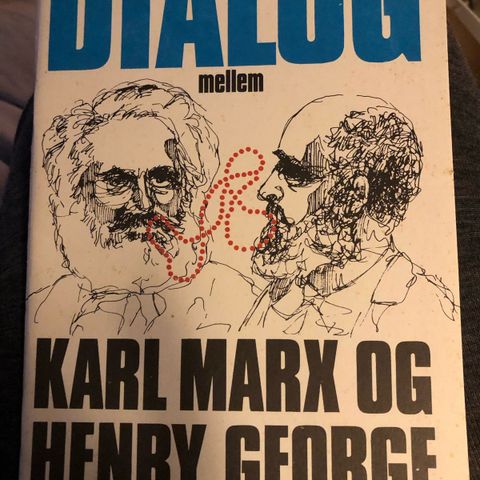 DIALOG
mellem
KARL MARX OG
HENRY GEORGE